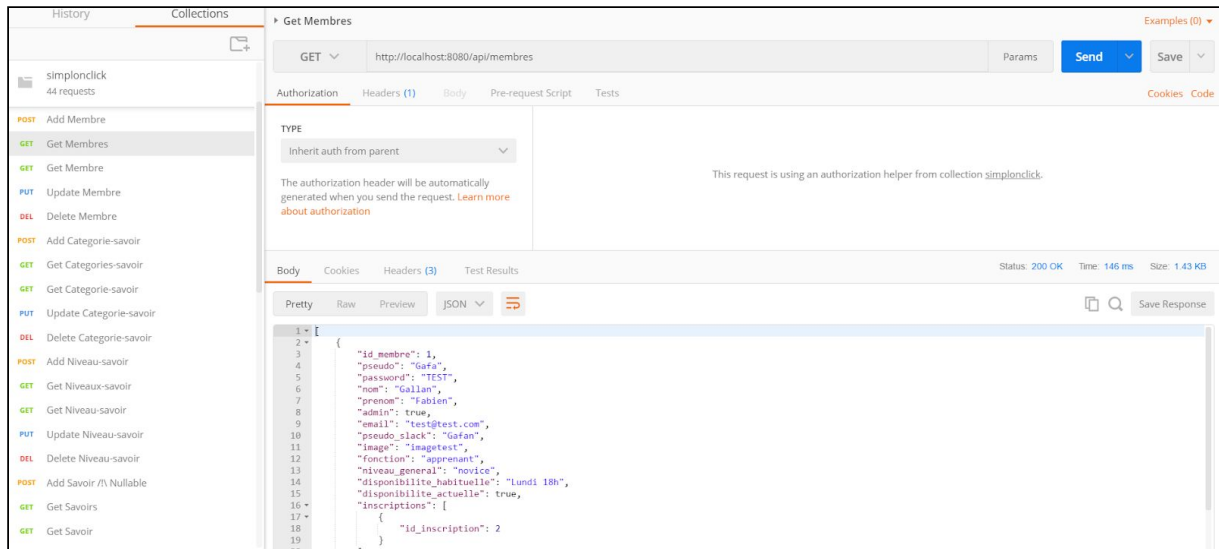 History Collections
simplonclick
44 requests
POST Add Membre
GET Get Membres
GET Get Membre
PUT Update Membre
DEL Delete Membre
POST Add Categorie-savoir
GET Get Categories-savoir
GET Get Categorie-savoir
PUT Update Categorie-savoir
DEL Delete Categorie-savoir
POST Add Niveau-savoir
GET Get Niveaux-savoir
GET Get Niveau-savoir
PUT Update Niveau-savoir
DEL Delete Niveau-savoir
POST Add Savoir /!\ Nullable
GET Get Savoirs
GET Get Savoir
Get Membres Examples (0)
GET http://localhost:8080/api/membres Params Send Save
Authorization Headers (1) Body Pre-request Script Tests Cookies Code
TYPE
Inherit auth from parent
The authorization header will be automatically
generated when you send the request. Learn more
about authorization
This request is using an authorization helper from collection simplonclick.
Body Cookies Headers (3) Test Results Status: 200 OK Time: 146 ms Size: 1.43 KB
Pretty Raw Preview JSON Save Response
1 [
2 {
3 "id_membre": 1,
4 "pseudo": "Gafa",
5 "password": "TEST",
6 "nom": "Gallan",
7 "prenom": "Fabien",
8 "admin": true,
9 "email": "test@test.com",
10 "pseudo_slack": "Gafan",
11 "image": "imagetest",
12 "fonction": "apprenant",
13 "niveau_general": "novice",
14 "disponibilite_habituelle": "Lundi 18h",
15 "disponibilite_actuelle": true,
16 "inscriptions": [
17 {
18 "id_inscription": 2
19 }